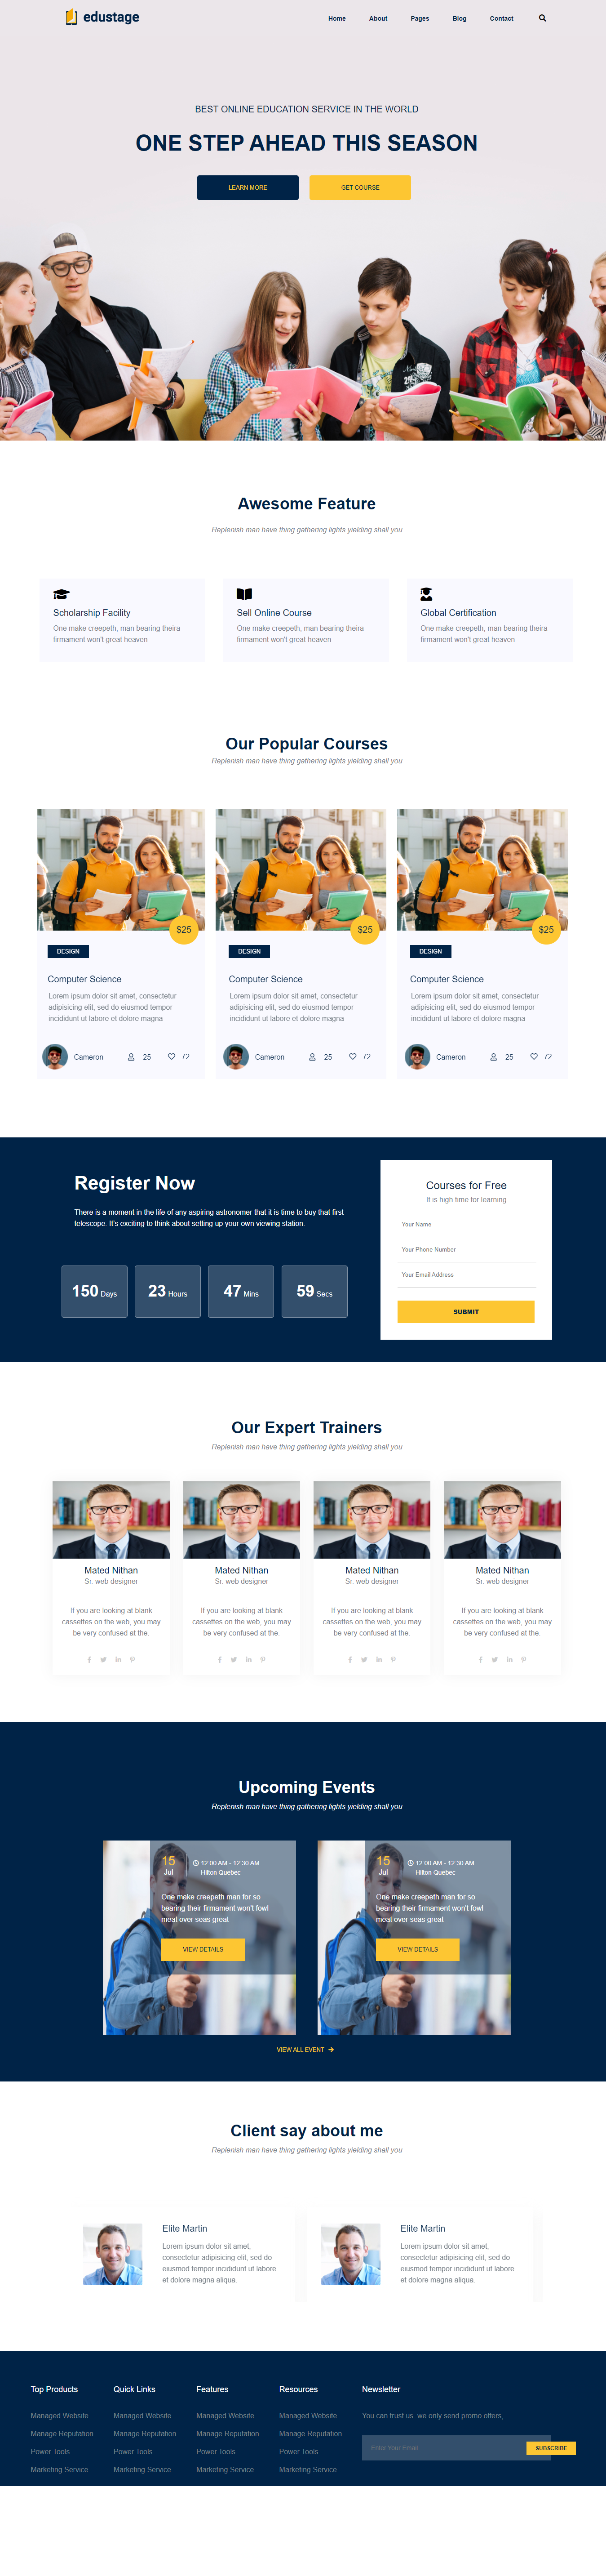 edustage
Home About Pages Blog Contact
BEST ONLINE EDUCATION SERVICE IN THE WORLD
ONE STEP AHEAD THIS SEASON
LEARN MORE GET COURSE
Awesome Feature
Replenish man have thing gathering lights yielding shall you
Scholarship Facility
One make creepeth, man bearing theira
firmament won't great heaven
Sell Online Course
One make creepeth, man bearing theira
firmament won't great heaven
Global Certification
One make creepeth, man bearing theira
firmament won't great heaven
Our Popular Courses
Replenish man have thing gathering lights yielding shall you
$25
DESIGN
Computer Science
Lorem ipsum dolor sit amet, consectetur
adipisicing elit, sed do eiusmod tempor
incididunt ut labore et dolore magna
Cameron 25 72
$25
DESIGN
Computer Science
Lorem ipsum dolor sit amet, consectetur
adipisicing elit, sed do eiusmod tempor
incididunt ut labore et dolore magna
Cameron 25 72
$25
DESIGN
Computer Science
Lorem ipsum dolor sit amet, consectetur
adipisicing elit, sed do eiusmod tempor
incididunt ut labore et dolore magna
Cameron 25 72
Register Now
There is a moment in the life of any aspiring astronomer that it is time to buy that first
telescope. It's exciting to think about setting up your own viewing station.
150 Days 23 Hours 47 Mins 59 Secs
Courses for Free
It is high time for learning
Your Name
Your Phone Number
Your Email Address
SUBMIT
Our Expert Trainers
Replenish man have thing gathering lights yielding shall you
Mated Nithan
Sr. web designer
If you are looking at blank
cassettes on the web, you may
be very confused at the.
Mated Nithan
Sr. web designer
If you are looking at blank
cassettes on the web, you may
be very confused at the.
Mated Nithan
Sr. web designer
If you are looking at blank
cassettes on the web, you may
be very confused at the.
Mated Nithan
Sr. web designer
If you are looking at blank
cassettes on the web, you may
be very confused at the.
Upcoming Events
Replenish man have thing gathering lights yielding shall you
15 12:00 AM - 12:30 AM
Jul Hilton Quebec
One make creepeth man for so
bearing their firmament won't fowl
meat over seas great
VIEW DETAILS
15 12:00 AM - 12:30 AM
Jul Hilton Quebec
One make creepeth man for so
bearing their firmament won't fowl
meat over seas great
VIEW DETAILS
VIEW ALL EVENT
Client say about me
Replenish man have thing gathering lights yielding shall you
Elite Martin
Lorem ipsum dolor sit amet,
consectetur adipisicing elit, sed do
eiusmod tempor incididunt ut labore
et dolore magna aliqua.
Elite Martin
Lorem ipsum dolor sit amet,
consectetur adipisicing elit, sed do
eiusmod tempor incididunt ut labore
et dolore magna aliqua.
Top Products
Managed Website
Manage Reputation
Power Tools
Marketing Service
Quick Links
Managed Website
Manage Reputation
Power Tools
Marketing Service
Features
Managed Website
Manage Reputation
Power Tools
Marketing Service
Resources
Managed Website
Manage Reputation
Power Tools
Marketing Service
Newsletter
You can trust us. we only send promo offers,
Enter Your Email
SUBSCRIBE